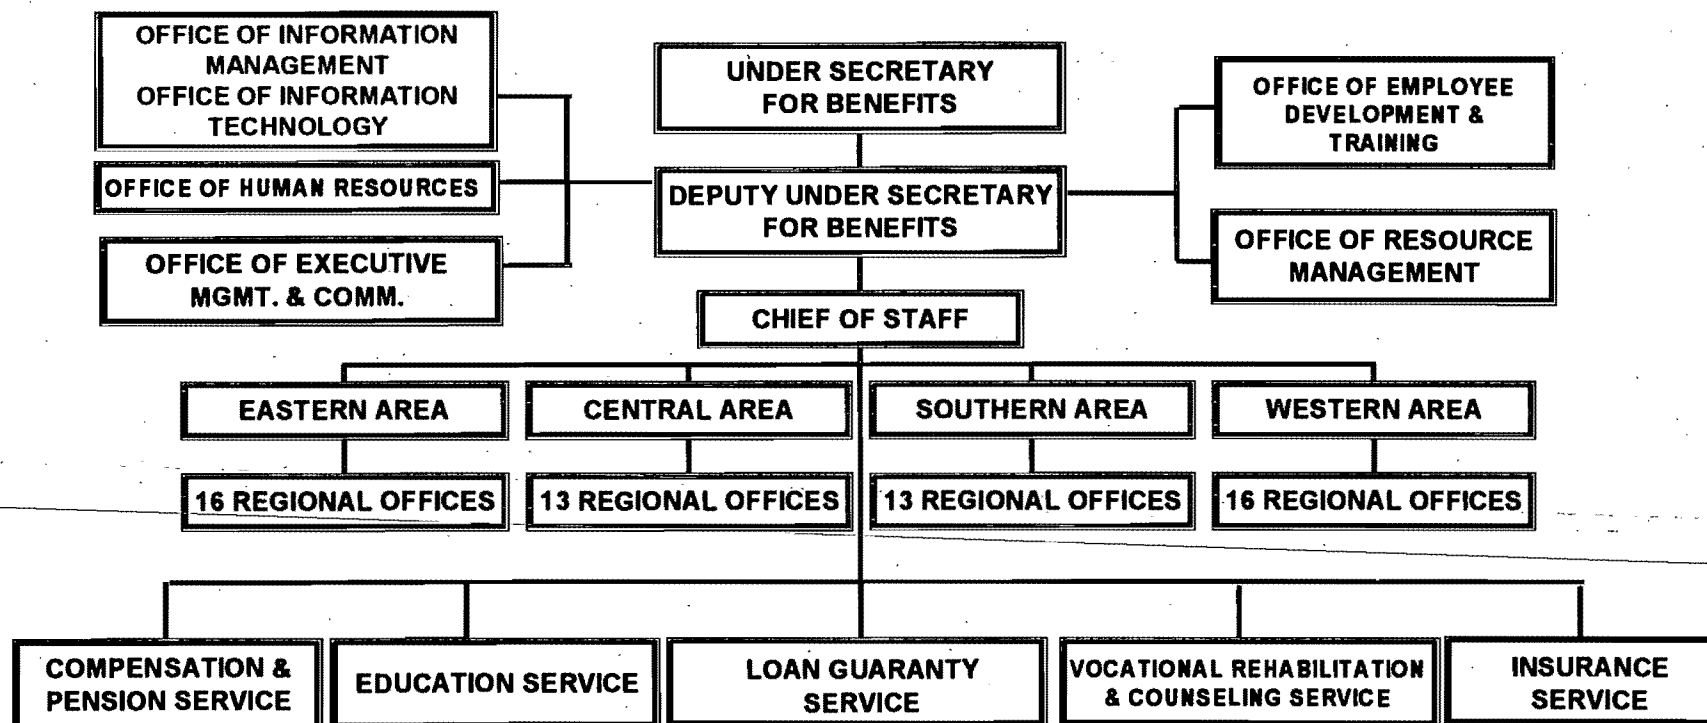 OFFICE OF INFORMATION
MANAGEMENT
OFFICE OF INFORMATION
TECHNOLOGY
UNDER SECRETARY
FOR BENEFITS
OFFICE OF EMPLOYEE
DEVELOPMENT &
TRAINING
OFFICE OF HUMAN RESOURCES
DEPUTY UNDER SECRETARY
FOR BENEFITS
OFFICE OF RESOURCE
MANAGEMENT
OFFICE OF EXECUTIVE
MGMT. & COMM.
CHIEF OF STAFF
EASTERN AREA
CENTRAL AREA
SOUTHERN AREA
WESTERN AREA
16 REGIONAL OFFICES
13 REGIONAL OFFICES
13 REGIONAL OFFICES
16 REGIONAL OFFICES
COMPENSATION &
PENSION SERVICE
EDUCATION SERVICE
LOAN GUARANTY
SERVICE
VOCATIONAL REHABILITATION
& COUNSELING SERVICE
INSURANCE
SERVICE